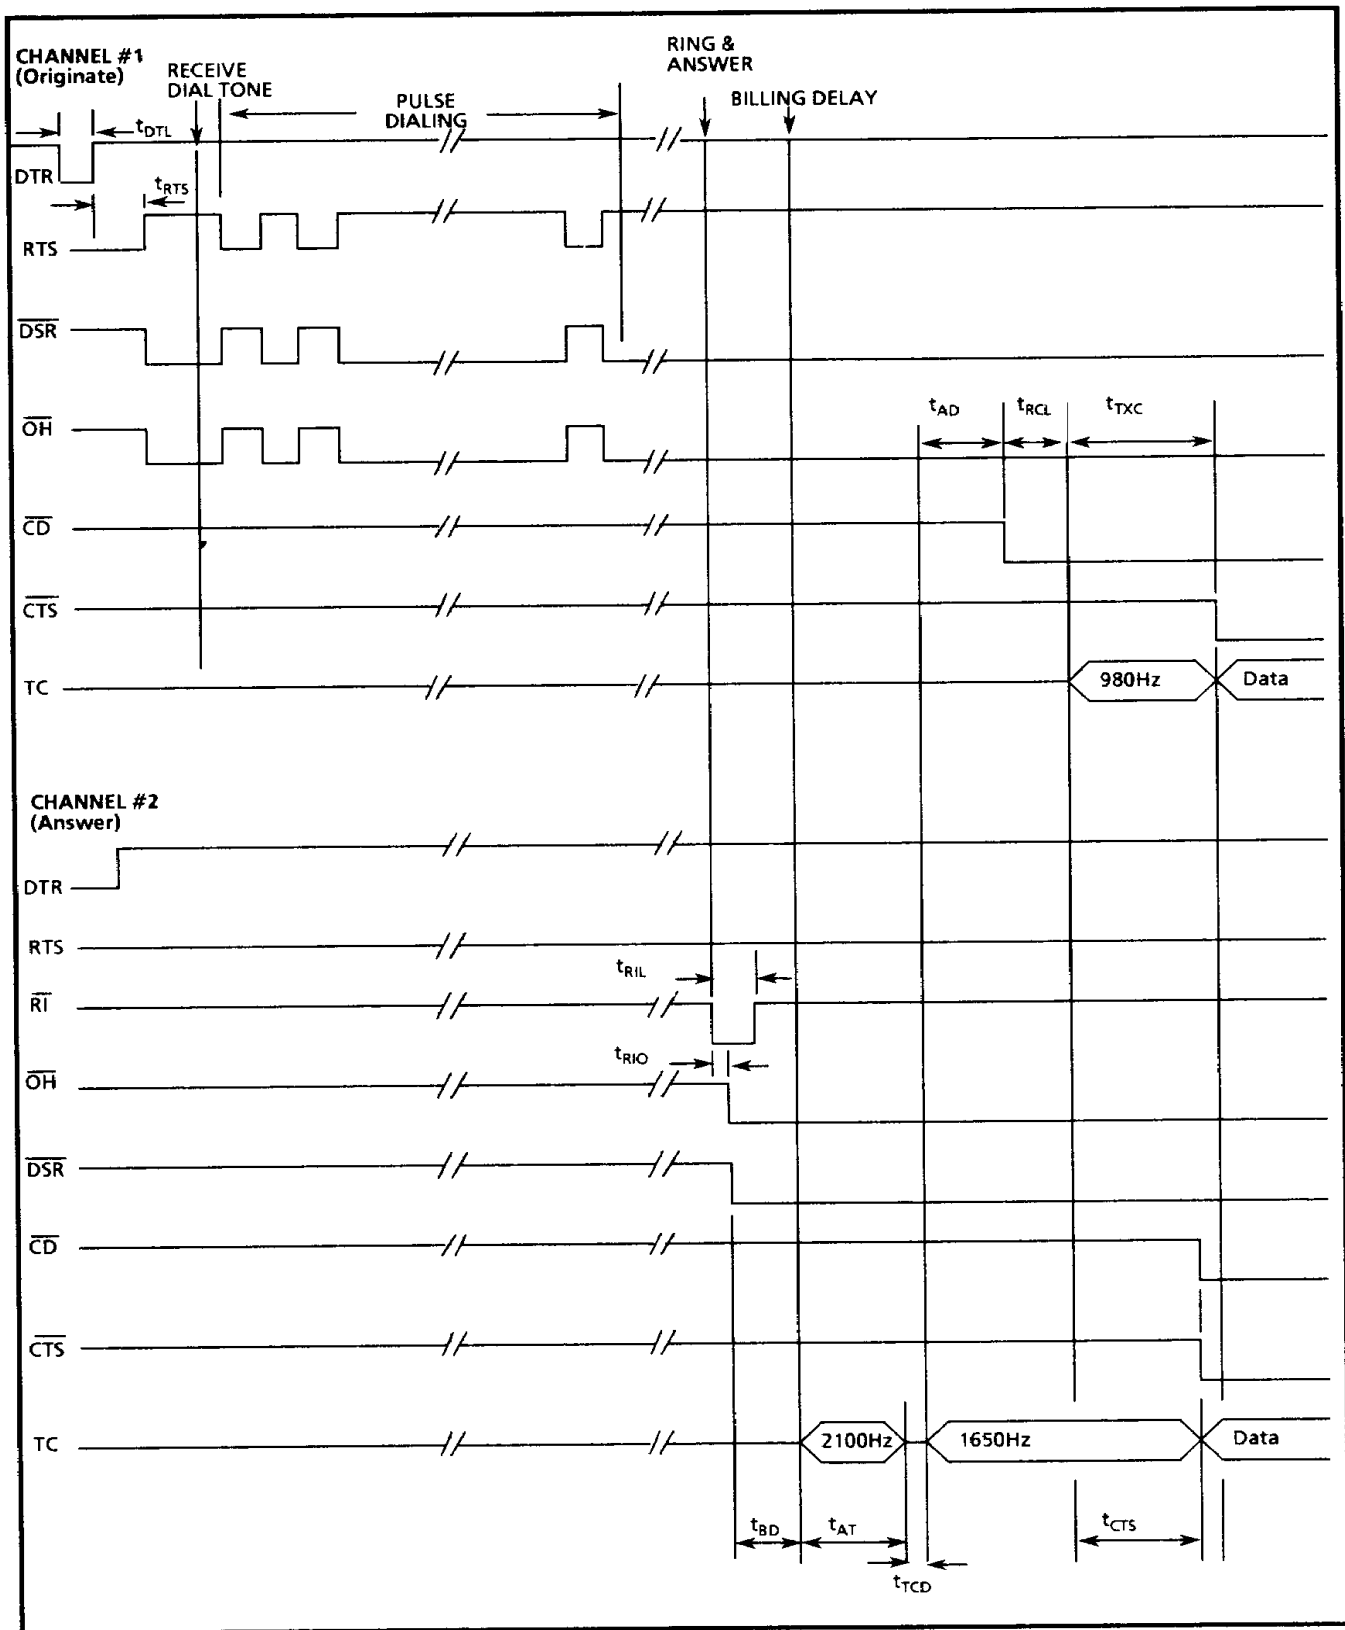 CHANNEL #1
(Originate)
RECEIVE
DIAL TONE
PULSE
DIALING
RING &
ANSWER
BILLING DELAY
tDTL
DTR
tRTS
RTS
DSR
OH
tAD
tRCL
tTXC
CD
CTS
TC
980Hz
Data
CHANNEL #2
(Answer)
DTR
RTS
tRIL
RI
tRIO
OH
DSR
CD
CTS
TC
2100Hz
1650Hz
Data
tBD
tAT
tCTS
tTCD